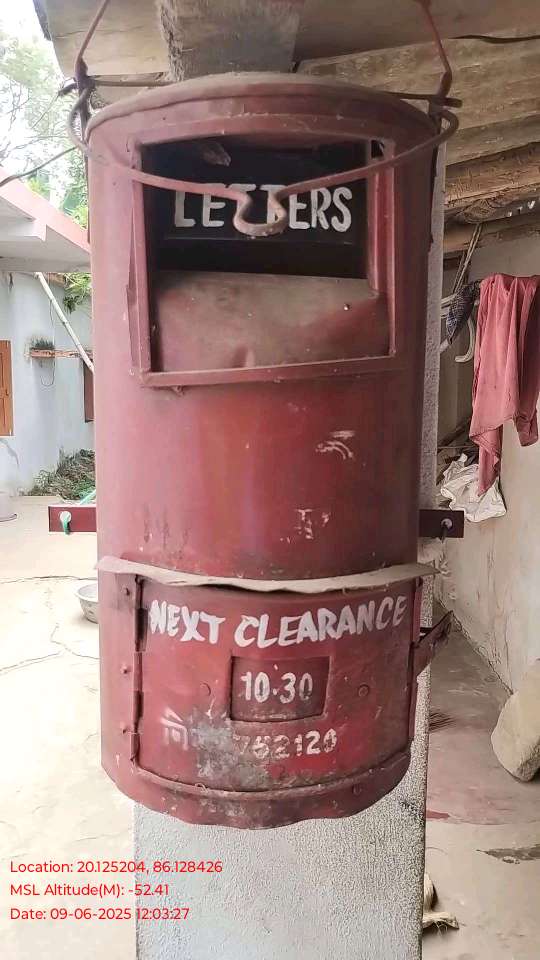 LETTERS
NEXT CLEARANCE
10.30
752120
Location: 20.125204, 86.128426
MSL Altitude(M): -52.41
Date: 09-06-2025 12:03:27